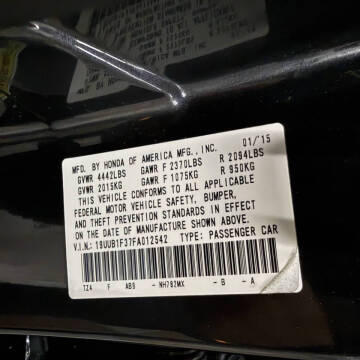 MFD. BY HONDA OF AMERICA MFG., INC. 01/'15
GVWR 4442LBS GAWR F 2370LBS R 2094LBS
GVWR 2015KG GAWR F 1075KG R 950KG
THIS VEHICLE CONFORMS TO ALL APPLICABLE
FEDERAL MOTOR VEHICLE SAFETY, BUMPER,
AND THEFT PREVENTION STANDARDS IN EFFECT
ON THE DATE OF MANUFACTURE SHOWN ABOVE.
V.I.N.: 19UUB1F37FA012542 TYPE: PASSENGER CAR
TZ4 F AB9 - NH782MX - B - A